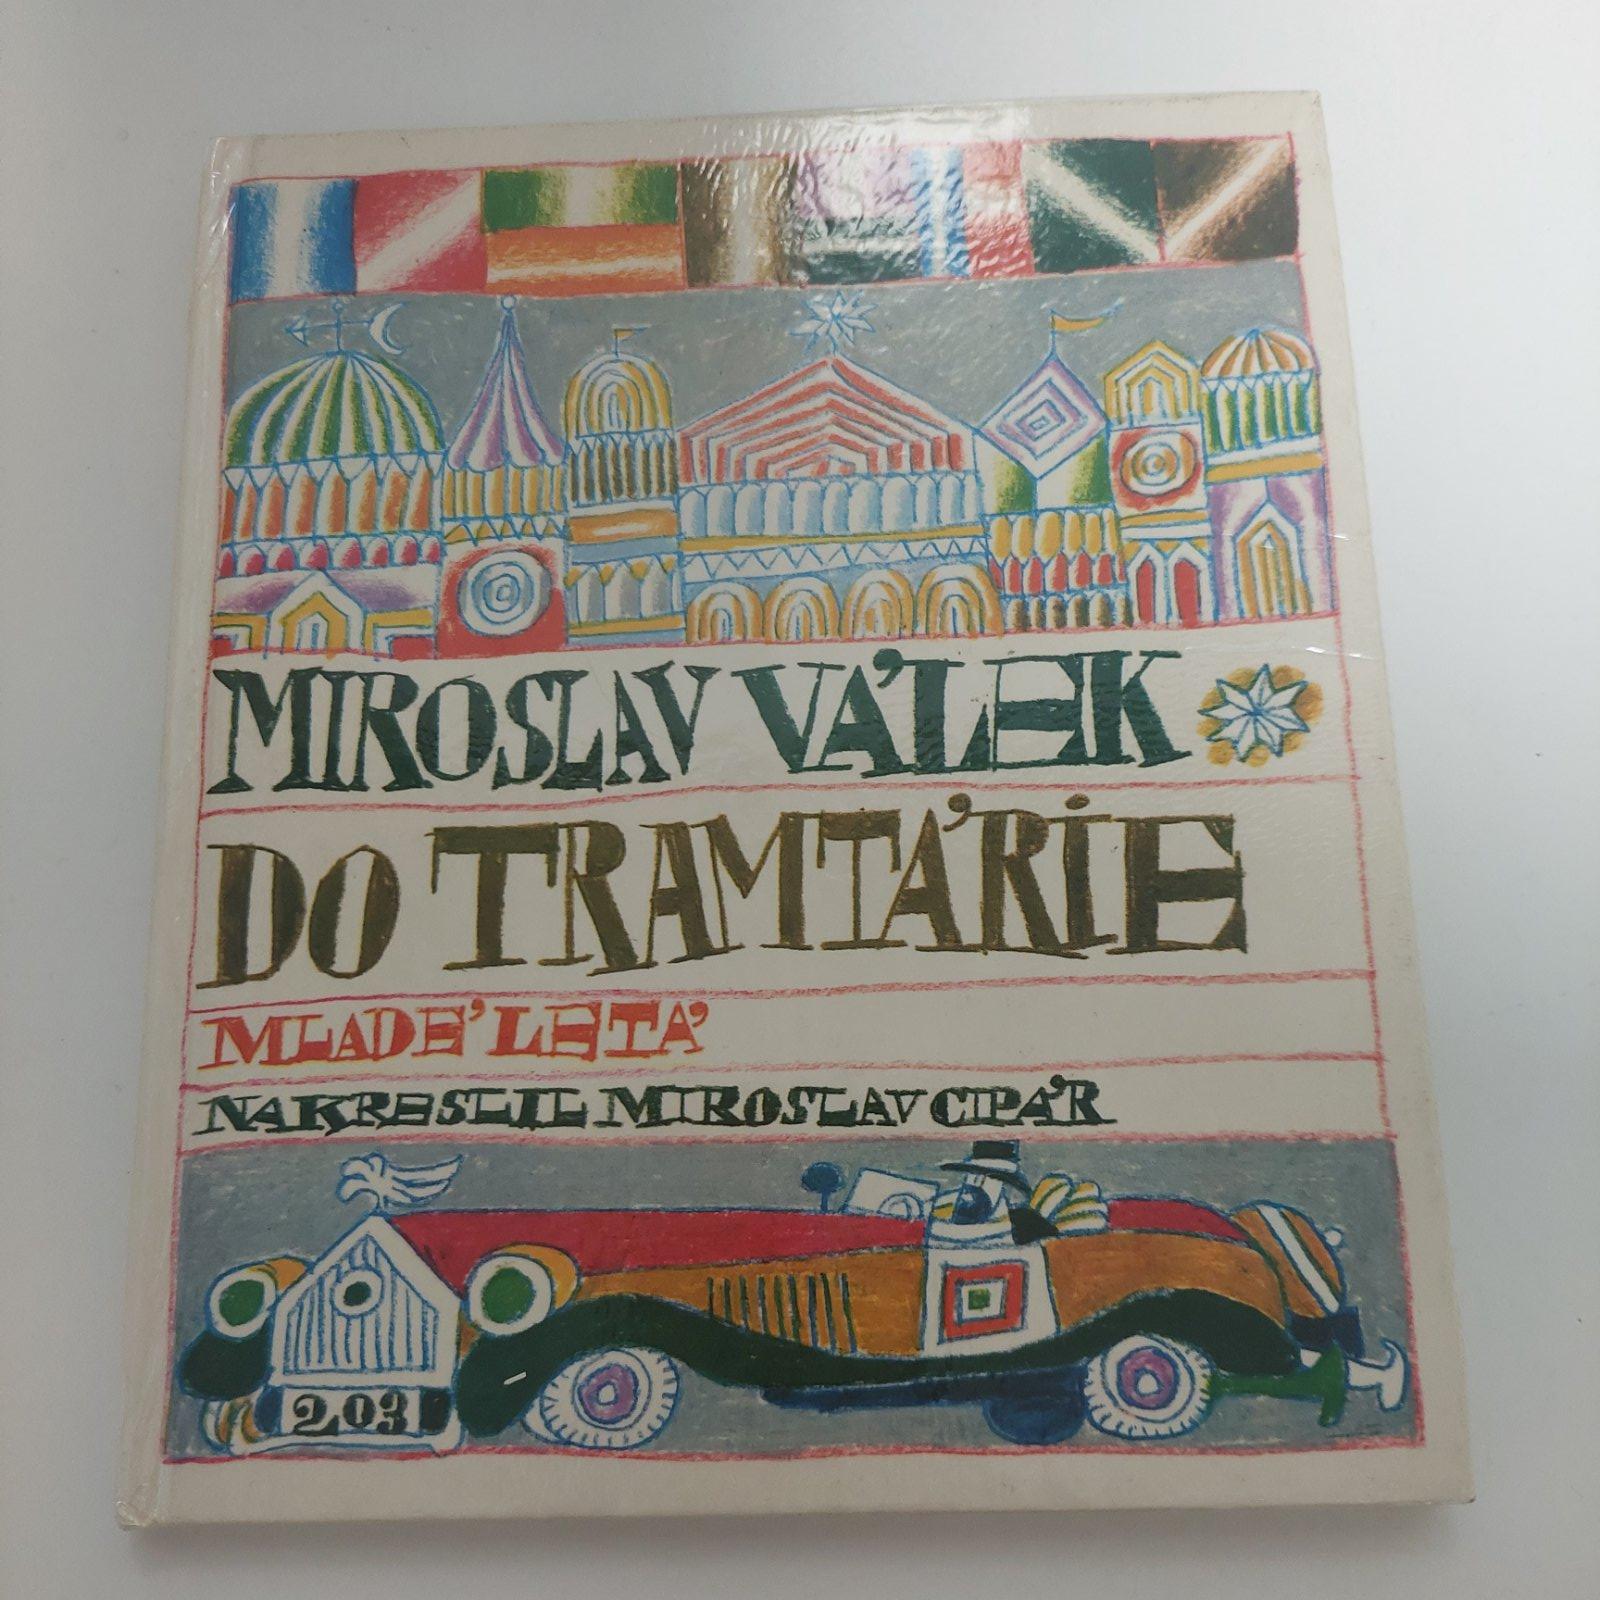 MIROSLAV VÁLEK
DO TRAMTÁRIE
MLADÉ LETÁ
NAKRESLIL MIROSLAV CIPÁR
203